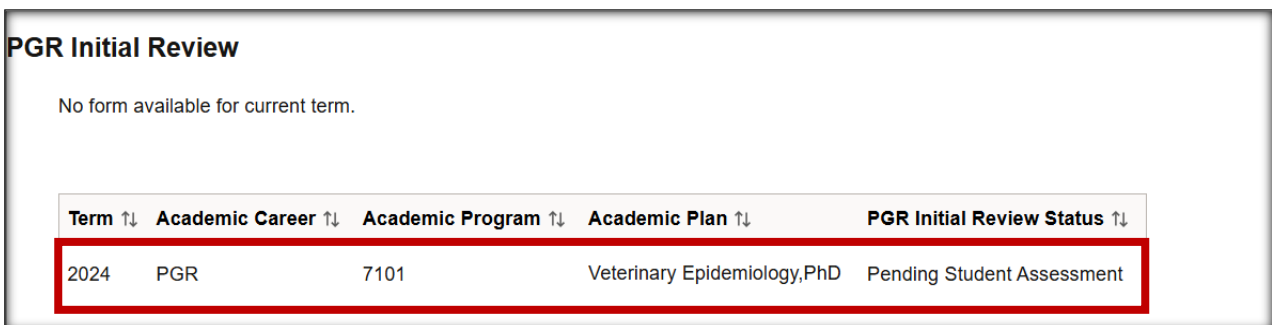 PGR Initial Review
No form available for current term.
Term ↑↓ Academic Career ↑↓ Academic Program ↑↓ Academic Plan ↑↓ PGR Initial Review Status ↑↓
2024 PGR 7101 Veterinary Epidemiology,PhD Pending Student Assessment